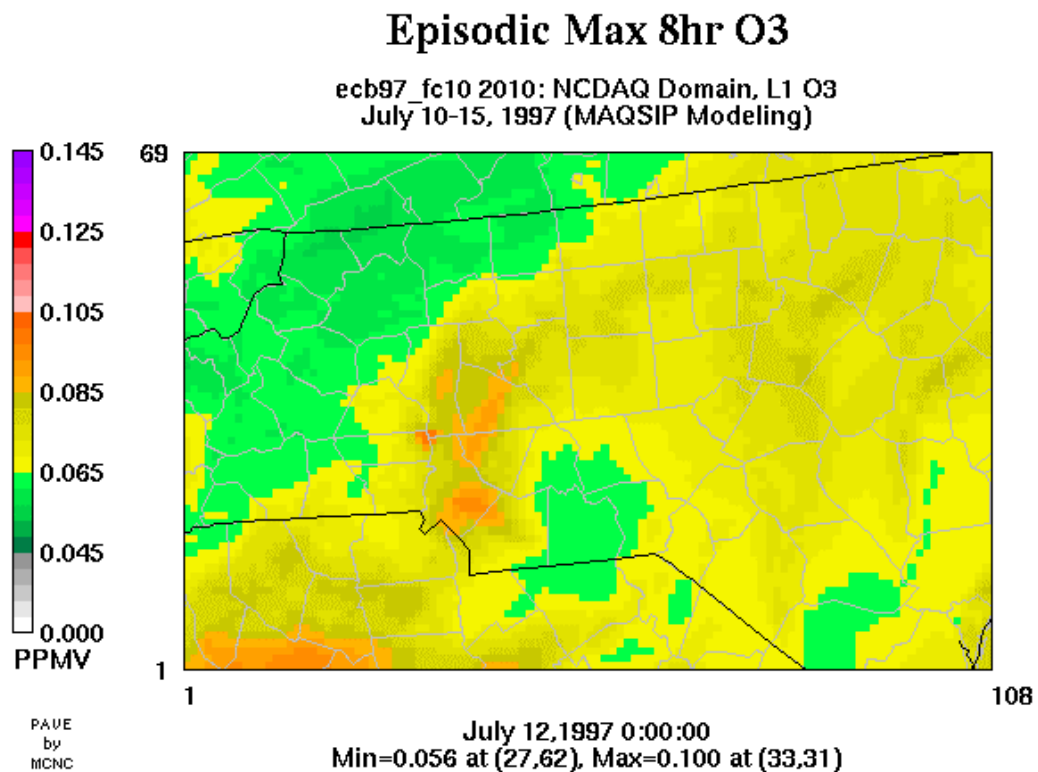 Episodic Max 8hr O3
ecb97_fc10 2010: NCDAQ Domain, L1 O3
July 10-15, 1997 (MAQSIP Modeling)
0.145
0.125
0.105
0.085
0.065
0.045
0.000
PPMV
69
1
1
108
PAVE
by
MCNC
July 12,1997 0:00:00
Min=0.056 at (27,62), Max=0.100 at (33,31)